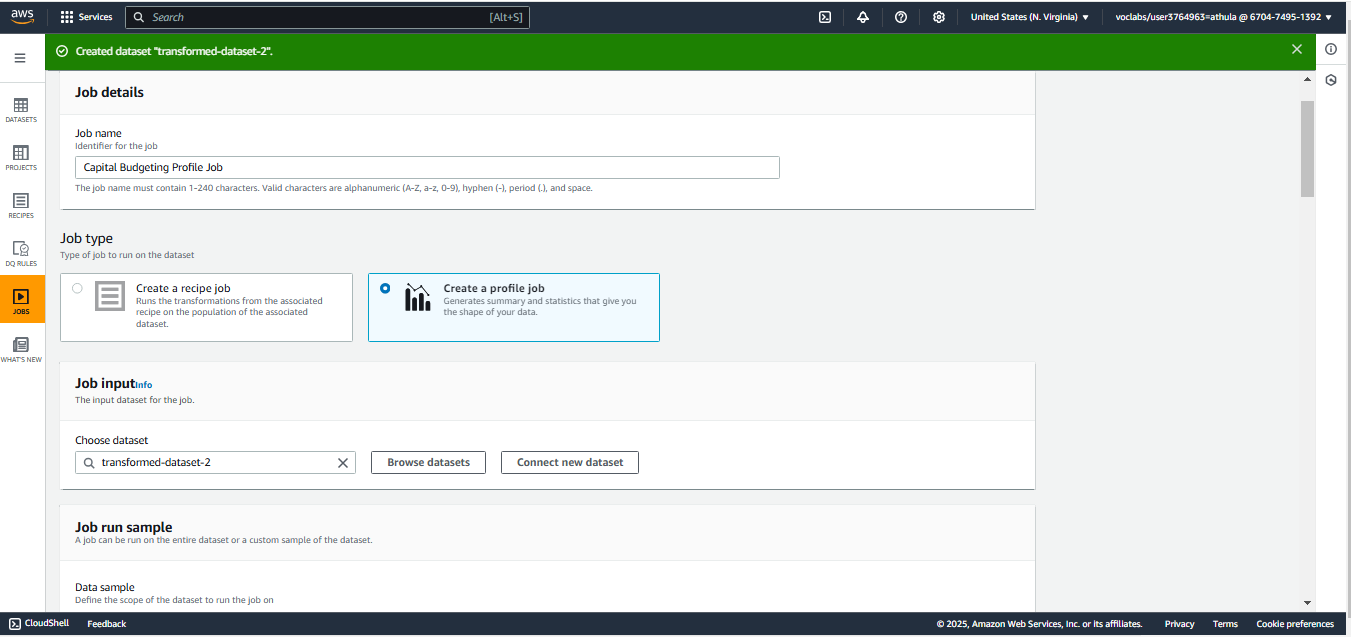 aws
Services
Search
[Alt+S]
United States (N. Virginia) ▼
voclabs/user3764963=athula @ 6704-7495-1392 ▼
Created dataset "transformed-dataset-2".
DATASETS
PROJECTS
RECIPES
DQ RULES
JOBS
WHAT'S NEW
Job details
Job name
Identifier for the job
Capital Budgeting Profile Job
The job name must contain 1-240 characters. Valid characters are alphanumeric (A-Z, a-z, 0-9), hyphen (-), period (.), and space.
Job type
Type of job to run on the dataset
Create a recipe job
Runs the transformations from the associated
recipe on the population of the associated
dataset.
Create a profile job
Generates summary and statistics that give you
the shape of your data.
Job input Info
The input dataset for the job.
Choose dataset
transformed-dataset-2
Browse datasets
Connect new dataset
Job run sample
A job can be run on the entire dataset or a custom sample of the dataset.
Data sample
Define the scope of the dataset to run the job on
CloudShell
Feedback
© 2025, Amazon Web Services, Inc. or its affiliates.
Privacy
Terms
Cookie preferences